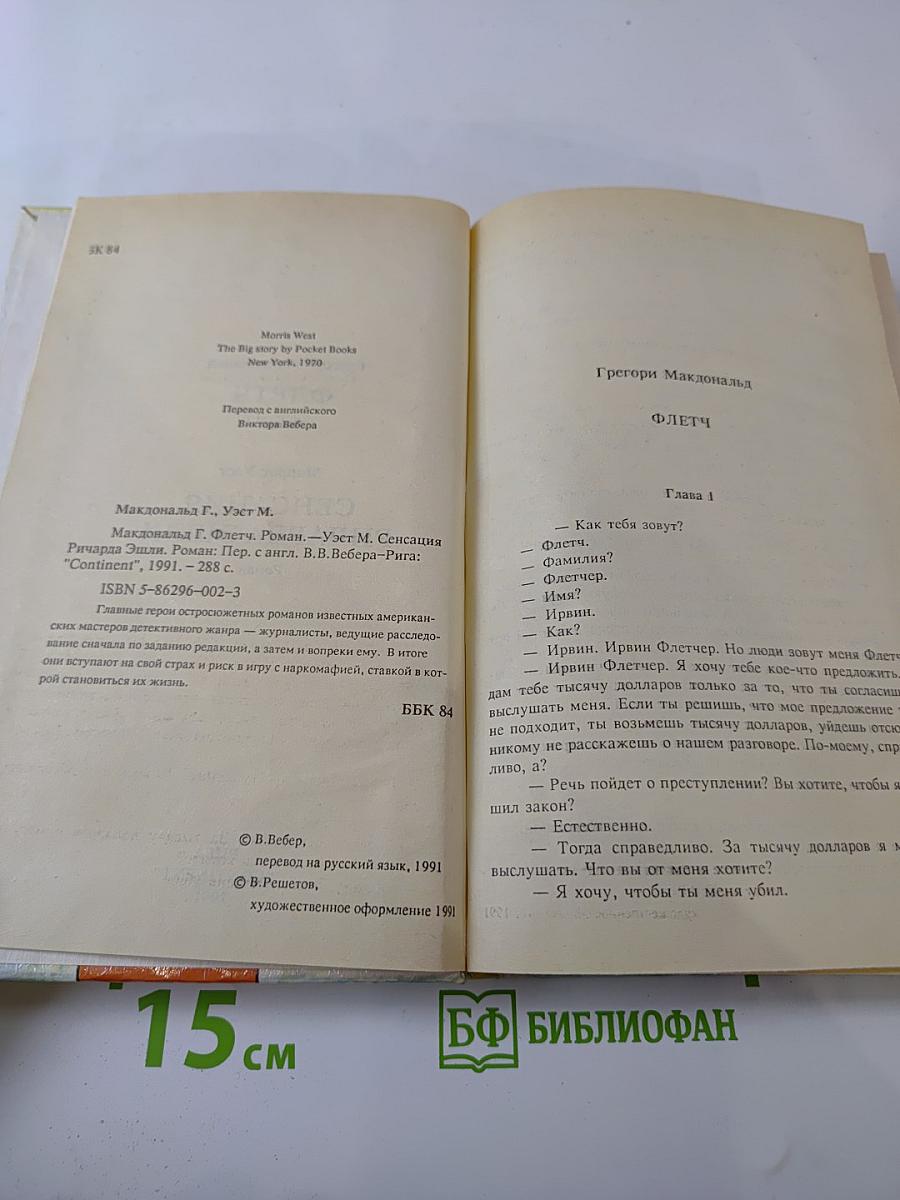 БК 84
Morris West
The Big story by Pocket Books
New York, 1970
Перевод с английского
Виктора Вебера
Макдональд Г., Уэст М.
Макдональд Г. Флетч. Роман.—Уэст М. Сенсация
Ричарда Эшли. Роман: Пер. с англ. В.В.Вебера–Рига:
"Continent", 1991. – 288 с.
ISBN 5–86296–002–3
Главные герои остросюжетных романов известных американ-
ских мастеров детективного жанра — журналисты, ведущие расследо-
вание сначала по заданию редакции, а затем и вопреки ему. В итоге
они вступают на свой страх и риск в игру с наркомафией, ставкой в кот-
рой становиться их жизнь.
ББК 84
© В.Вебер,
перевод на русский язык, 1991
© В.Решетов,
художественное оформление 1991
Грегори Макдональд
ФЛЕТЧ
Глава 1
— Как тебя зовут?
— Флетч.
— Фамилия?
— Флетчер.
— Имя?
— Ирвин.
— Как?
— Ирвин. Ирвин Флетчер. Но люди зовут меня Флетч
— Ирвин Флетчер. Я хочу тебе кое-что предложить.
дам тебе тысячу долларов только за то, что ты согласиш
выслушать меня. Если ты решишь, что мое предложение
не подходит, ты возьмешь тысячу долларов, уйдешь отсю
никому не расскажешь о нашем разговоре. По-моему, спр
ливо, а?
— Речь пойдет о преступлении? Вы хотите, чтобы я
шил закон?
— Естественно.
— Тогда справедливо. За тысячу долларов я м
выслушать. Что вы от меня хотите?
— Я хочу, чтобы ты меня убил.
15 см
БФ БИБЛИОФАН